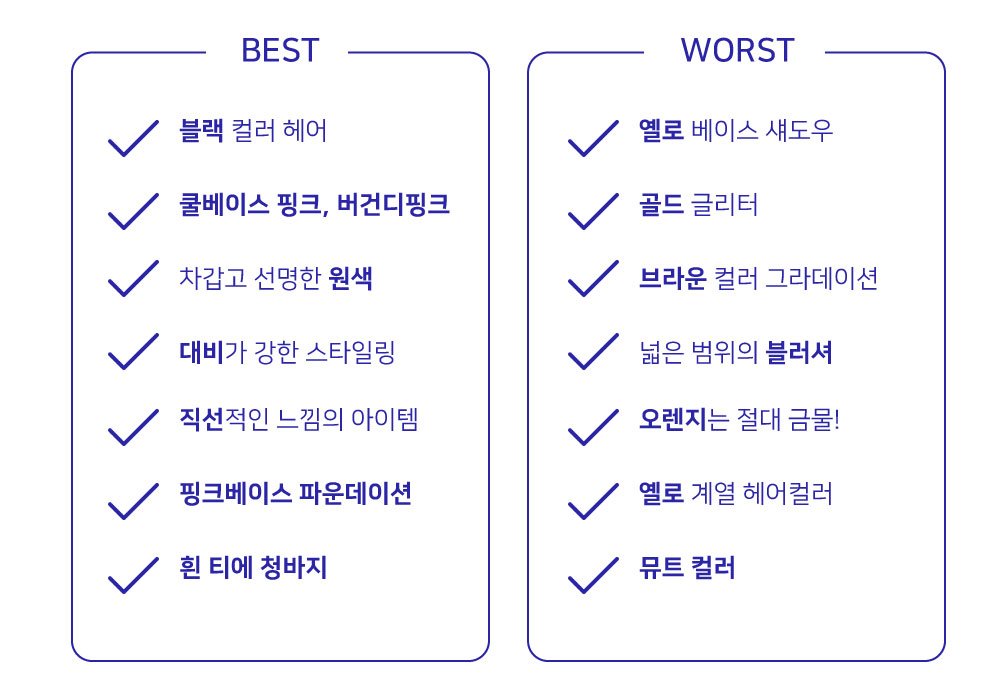 BEST
블랙 컬러 헤어
쿨베이스 핑크, 버건디핑크
차갑고 선명한 원색
대비가 강한 스타일링
직선적인 느낌의 아이템
핑크베이스 파운데이션
흰 티에 청바지
WORST
옐로 베이스 섀도우
골드 글리터
브라운 컬러 그라데이션
넓은 범위의 블러셔
오렌지는 절대 금물!
옐로 계열 헤어컬러
뮤트 컬러